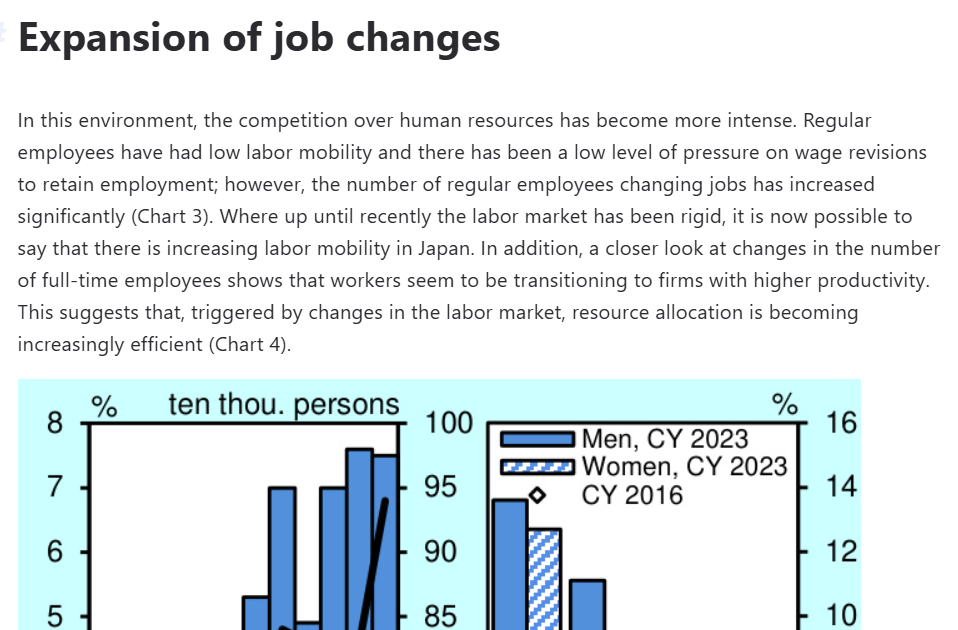 Expansion of job changes
In this environment, the competition over human resources has become more intense. Regular
employees have had low labor mobility and there has been a low level of pressure on wage revisions
to retain employment; however, the number of regular employees changing jobs has increased
significantly (Chart 3). Where up until recently the labor market has been rigid, it is now possible to
say that there is increasing labor mobility in Japan. In addition, a closer look at changes in the number
of full-time employees shows that workers seem to be transitioning to firms with higher productivity.
This suggests that, triggered by changes in the labor market, resource allocation is becoming
increasingly efficient (Chart 4).
% ten thou. persons %
8 100 16
Men, CY 2023
Women, CY 2023
7 95 14
CY 2016
6 90 12
5 85 10